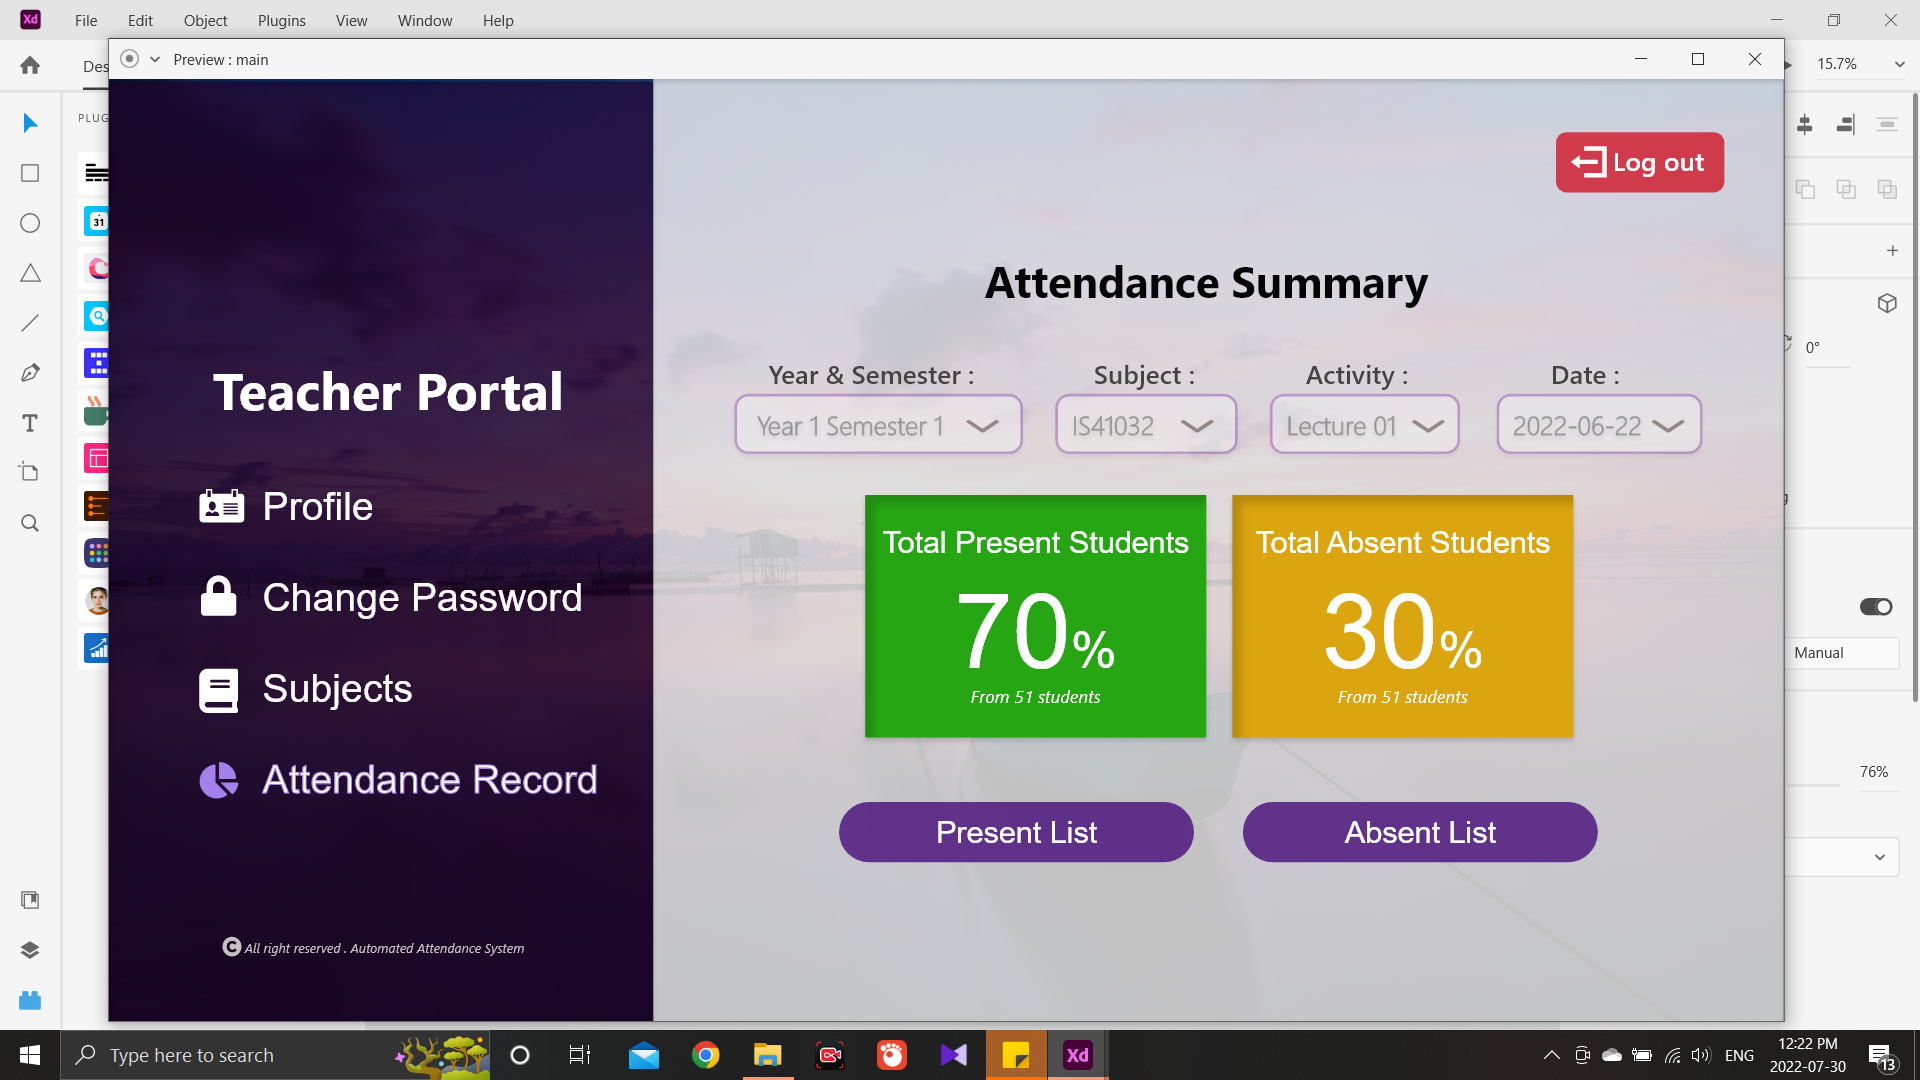 Xd File Edit Object Plugins View Window Help
Des
Preview : main
15.7%
PLUG
31
Log out
Attendance Summary
Teacher Portal
Year & Semester : Subject : Activity : Date :
Year 1 Semester 1 IS41032 Lecture 01 2022-06-22
0°
Profile
Change Password
Subjects
Attendance Record
Total Present Students
70%
From 51 students
Total Absent Students
30%
From 51 students
Manual
76%
Present List Absent List
C All right reserved . Automated Attendance System
Type here to search
Xd
ENG
12:22 PM
2022-07-30
13